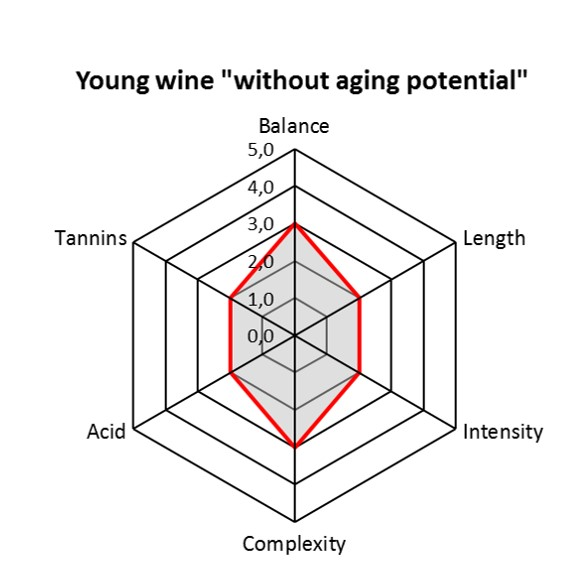 Young wine "without aging potential"
Balance
5,0
4,0
3,0
2,0
1,0
0,0
Tannins
Length
Acid
Intensity
Complexity